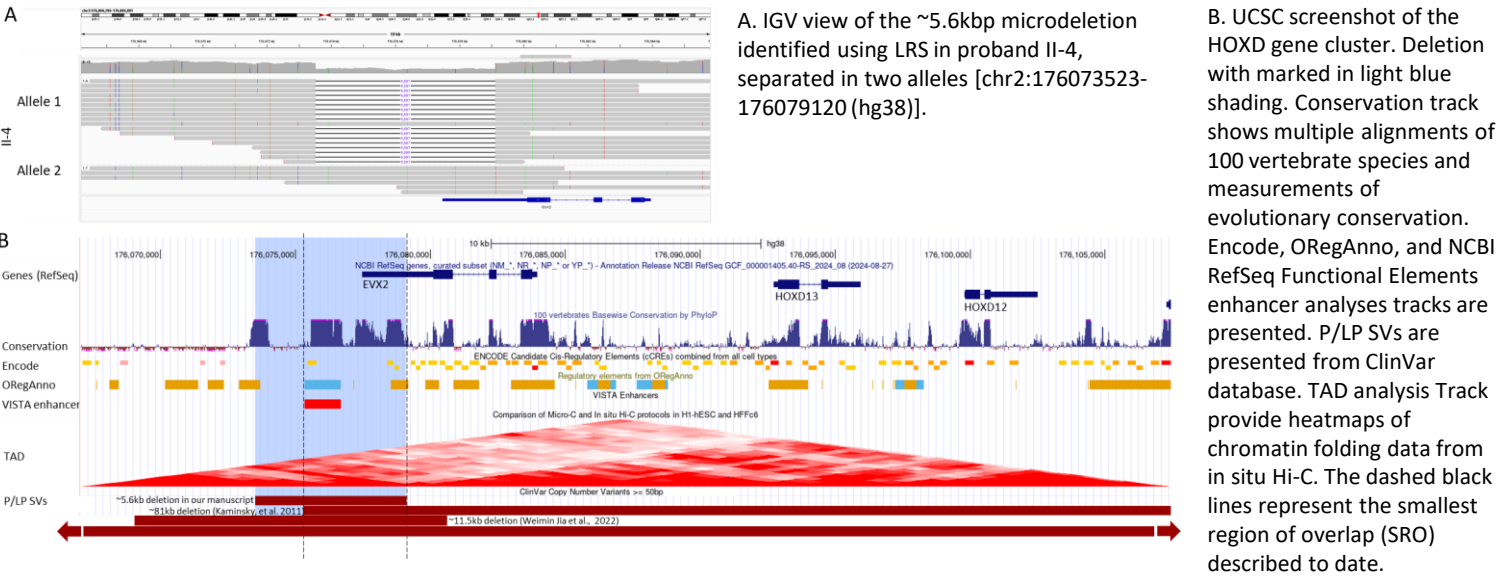 A
Allele 1
II-4
Allele 2
10 kb
A. IGV view of the ~5.6kbp microdeletion
identified using LRS in proband II-4,
separated in two alleles [chr2:176073523-
176079120 (hg38)].
B. UCSC screenshot of the
HOXD gene cluster. Deletion
with marked in light blue
shading. Conservation track
shows multiple alignments of
100 vertebrate species and
measurements of
evolutionary conservation.
Encode, ORegAnno, and NCBI
RefSeq Functional Elements
enhancer analyses tracks are
presented. P/LP SVs are
presented from ClinVar
database. TAD analysis Track
provide heatmaps of
chromatin folding data from
in situ Hi-C. The dashed black
lines represent the smallest
region of overlap (SRO)
described to date.
B
10 kb hg38
176,070,000 176,075,000 176,080,000 176,085,000 176,090,000 176,095,000 176,100,000 176,105,000
Genes (RefSeq)
NCBI RefSeq genes, curated subset (NM_*, NR_*, NP_* or YP_*) - Annotation Release NCBI RefSeq GCF_000001405.40-RS_2024_08 (2024-08-27)
EVX2
HOXD13
HOXD12
100 vertebrates Basewise Conservation by PhyloP
Conservation
ENCODE Candidate Cis-Regulatory Elements (cCREs) combined from all cell types
Encode
Regulatory elements from ORegAnno
ORegAnno
VISTA Enhancers
VISTA enhancer
Comparison of Micro-C and In situ Hi-C protocols in H1-hESC and HFFc6
TAD
ClinVar Copy Number Variants >= 50bp
P/LP SVs
~5.6kb deletion in our manuscript
~81kb deletion (Kaminsky, et al. 2011)
~11.5kb deletion (Weimin Jia et al., 2022)